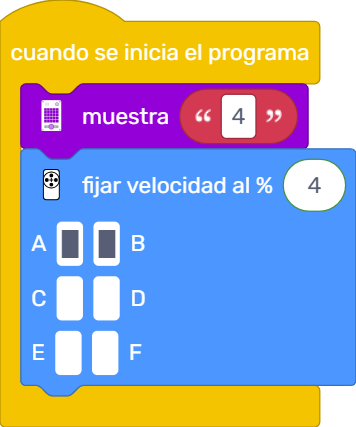 cuando se inicia el programa
muestra “ 4 ”
fijar velocidad al % 4
A B
C D
E F